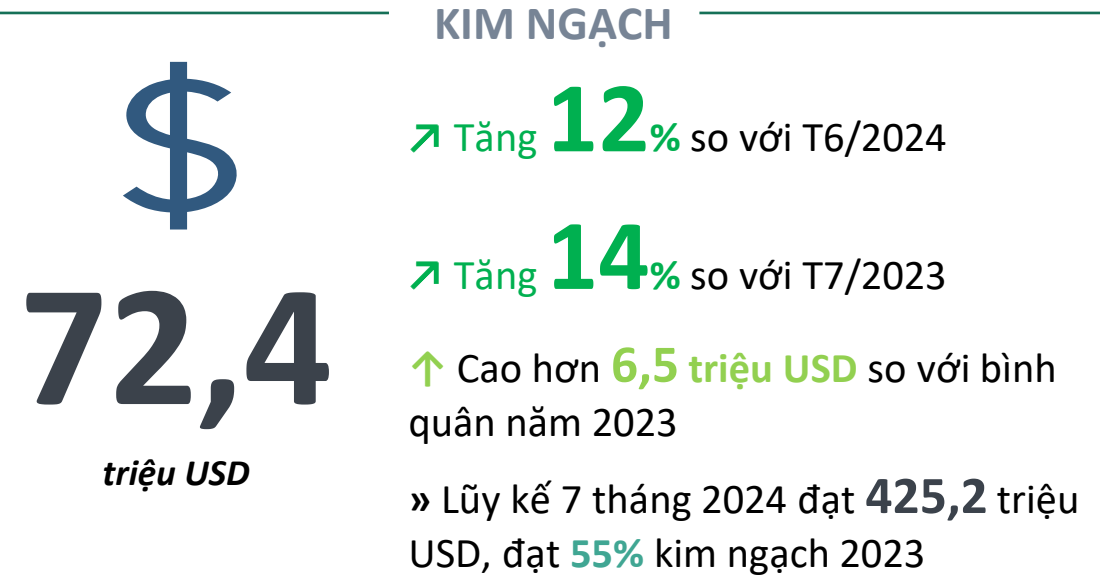 KIM NGẠCH
$
72,4
triệu USD
↗ Tăng 12% so với T6/2024
↗ Tăng 14% so với T7/2023
↑ Cao hơn 6,5 triệu USD so với bình
quân năm 2023
» Lũy kế 7 tháng 2024 đạt 425,2 triệu
USD, đạt 55% kim ngạch 2023